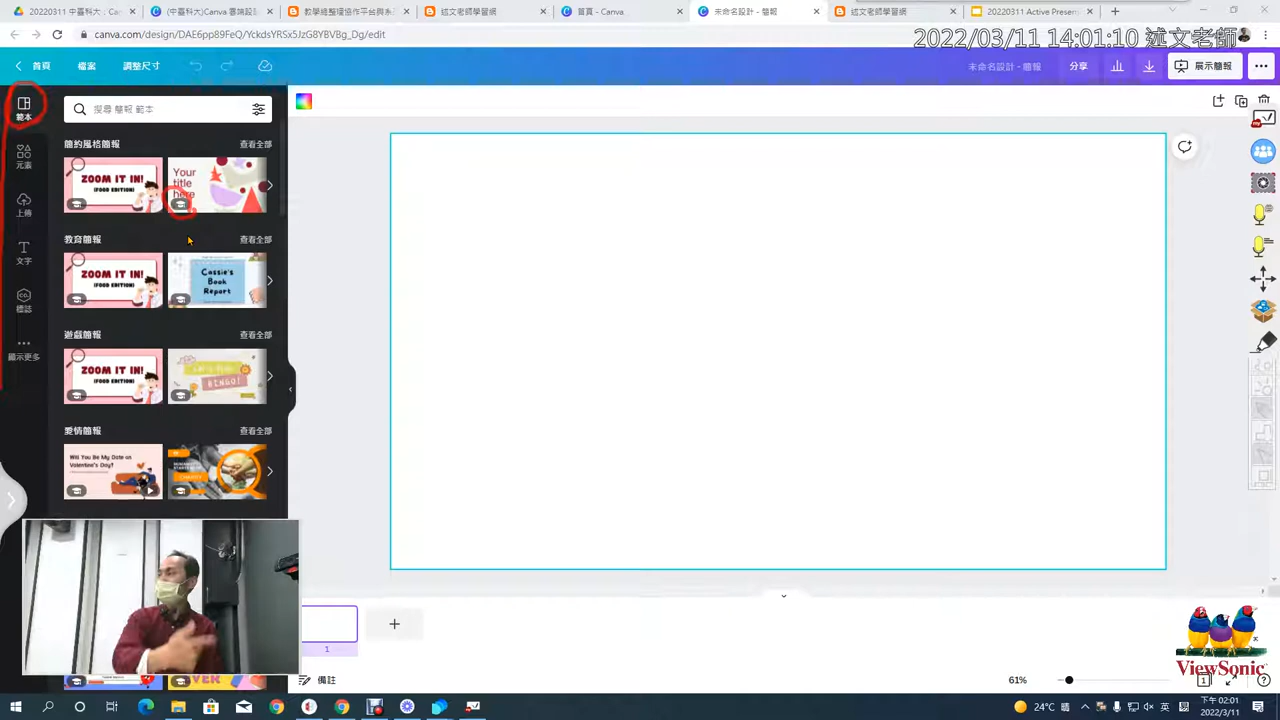 20220311 中臺科大：Ca
(中臺科大)Canva 雲端設
教學總整理造平台與系
述文老師學習網
首頁 - Canva
未命名設計 - 簡報
述文老師學習網
20220311 Active Presen
canva.com/design/DAE6pp89FeQ/YckdsYRSx5JzG8YBVBg_Dg/edit
2022/03/11 14:01:10 述文老師
首頁
檔案
調整尺寸
未命名設計 - 簡報
分享
展示簡報
範本
元素
上傳
文字
標誌
顯示更多
搜尋 簡報 範本
簡約風格簡報
查看全部
ZOOM IT IN!
(FOOD EDITION)
Your
title
here
教育簡報
查看全部
ZOOM IT IN!
(FOOD EDITION)
Cassie's
Book
Report
遊戲簡報
查看全部
ZOOM IT IN!
(FOOD EDITION)
BINGO!
愛情簡報
查看全部
Will You Be My Date on
Valentine's Day?
1
備註
61%
1
ViewSonic
24°C 晴
英
02:01
2022/3/11